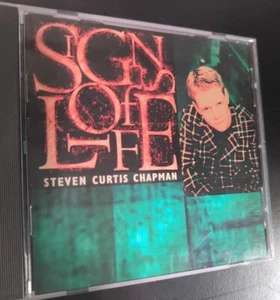 SIGNS
OF
LIFE
STEVEN CURTIS CHAPMAN